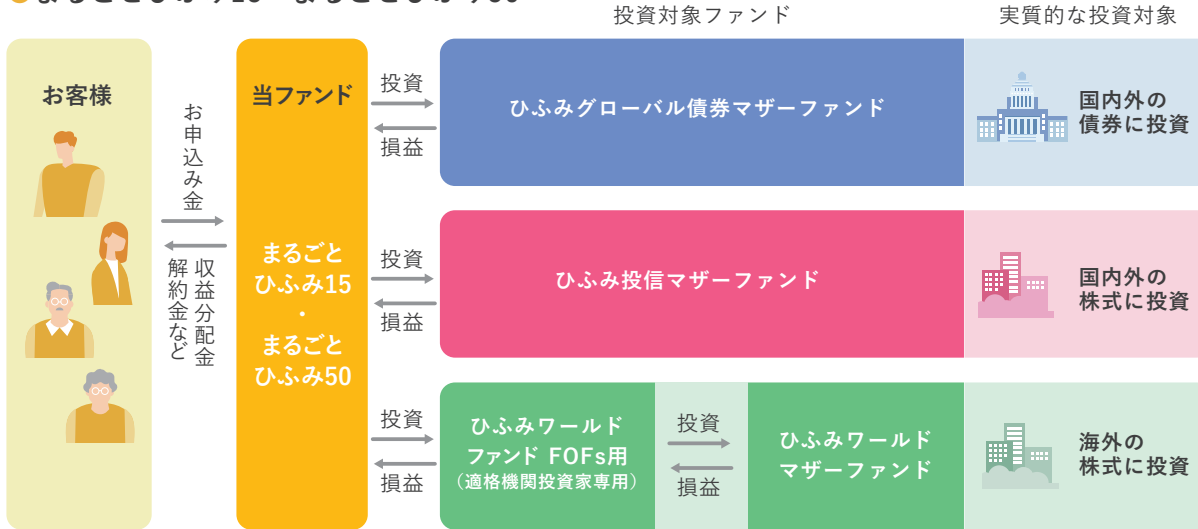 投資対象ファンド
実質的な投資対象
お客様
お申込み金
収益分配金
解約金など
当ファンド
まるごと
ひふみ15
・
まるごと
ひふみ50
投資
損益
ひふみグローバル債券マザーファンド
国内外の
債券に投資
投資
損益
ひふみ投信マザーファンド
国内外の
株式に投資
投資
損益
ひふみワールド
ファンド FOFs用
（適格機関投資家専用）
投資
損益
ひふみワールド
マザーファンド
海外の
株式に投資